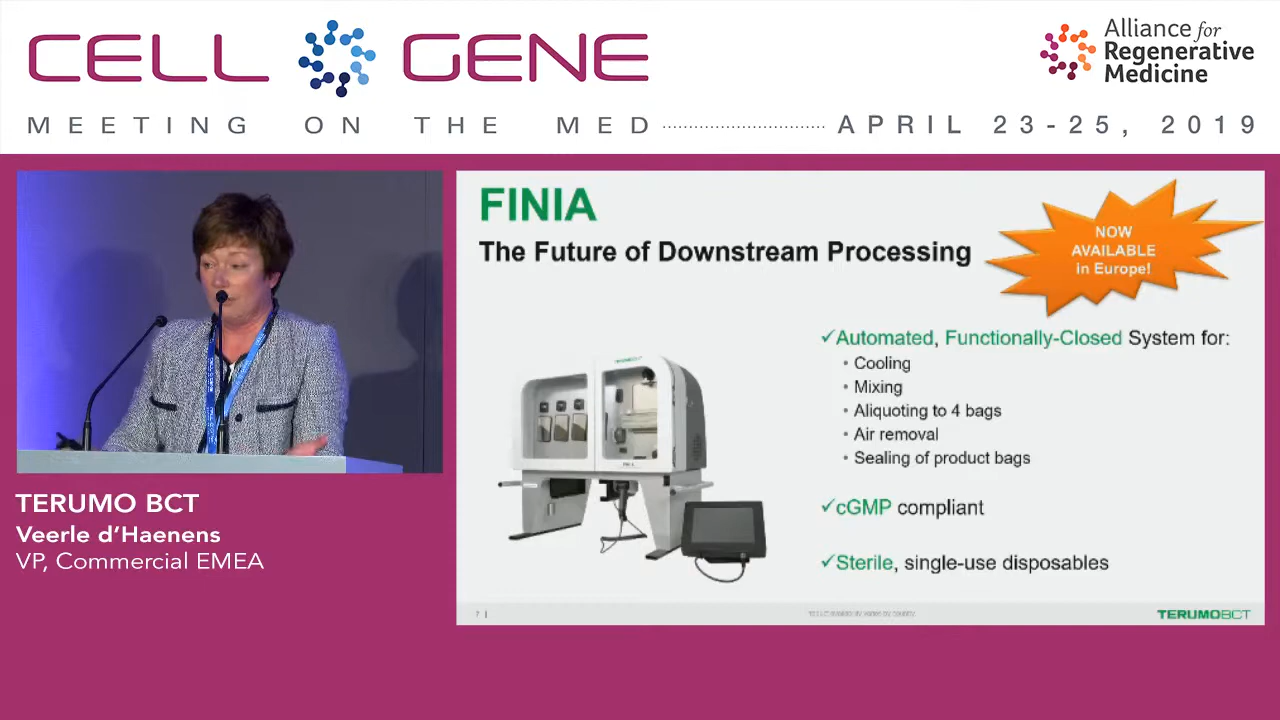 CELL GENE
MEETING ON THE MED
APRIL 23-25, 2019
Alliance for
Regenerative
Medicine
TERUMO BCT
Veerle d’Haenens
VP, Commercial EMEA
FINIA
The Future of Downstream Processing
NOW
AVAILABLE
in Europe!
✓Automated, Functionally-Closed System for:
• Cooling
• Mixing
• Aliquoting to 4 bags
• Air removal
• Sealing of product bags
✓cGMP compliant
✓Sterile, single-use disposables
7 |
TERUMOBCT